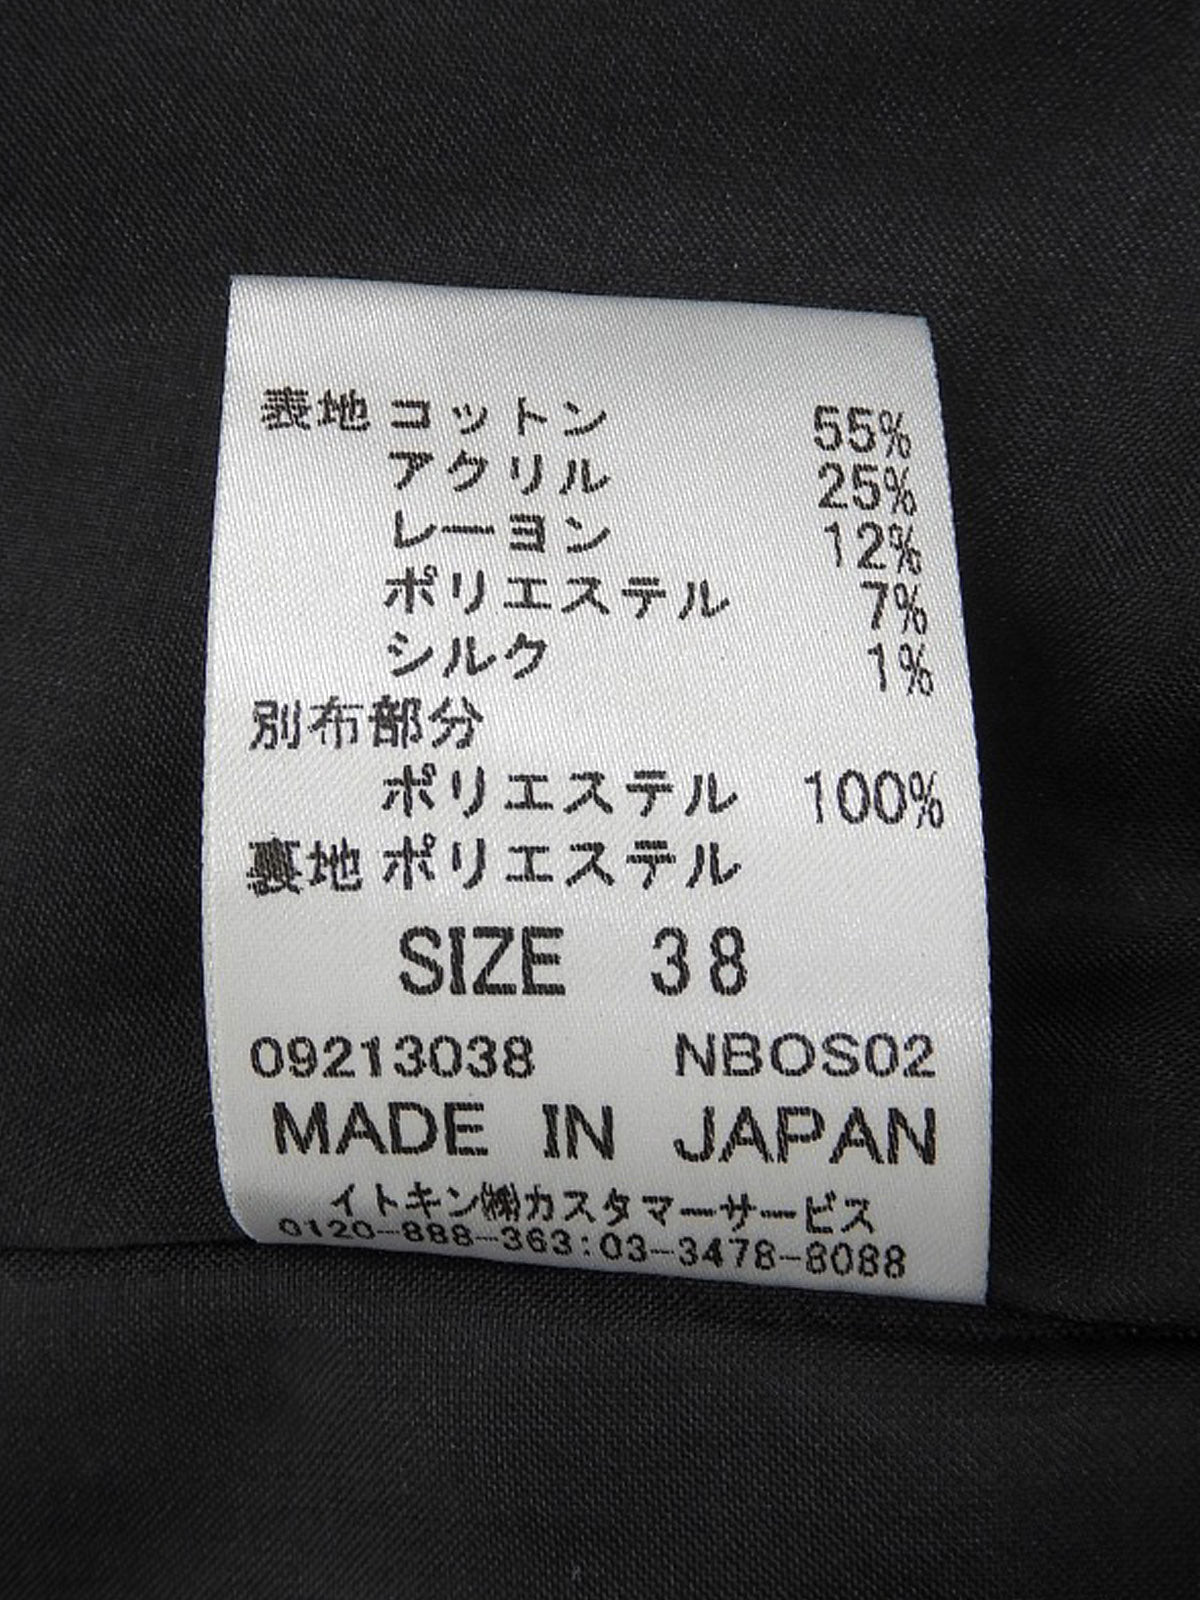 表地 コットン 55%
アクリル 25%
レーヨン 12%
ポリエステル 7%
シルク 1%
別布部分
ポリエステル 100%
裏地 ポリエステル
SIZE 38
09213038 NBOS02
MADE IN JAPAN
イトキン㈱カスタマーサービス
0120-888-363:03-3478-8088